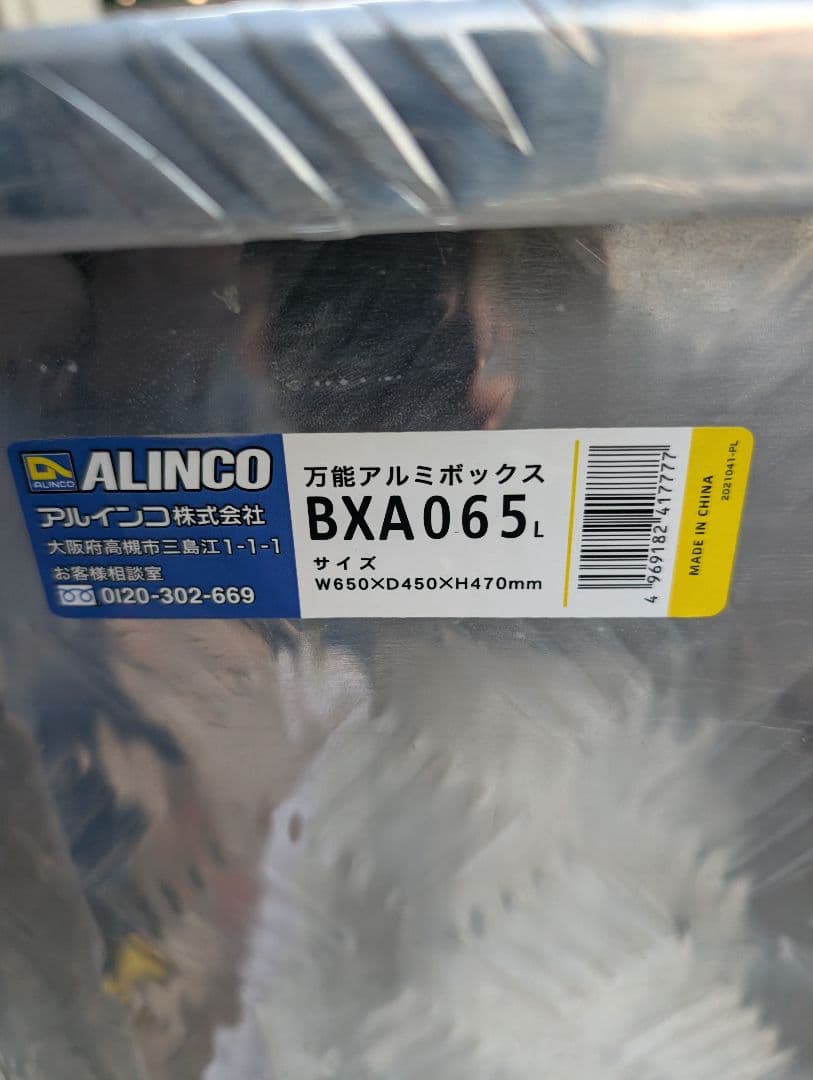 ALINCO
ALINCO
アルインコ株式会社
大阪府高槻市三島江1-1-1
お客様相談室
0120-302-669
万能アルミボックス
BXA065L
サイズ
W650×D450×H470mm
4 969182 417777
MADE IN CHINA
2021041-PL